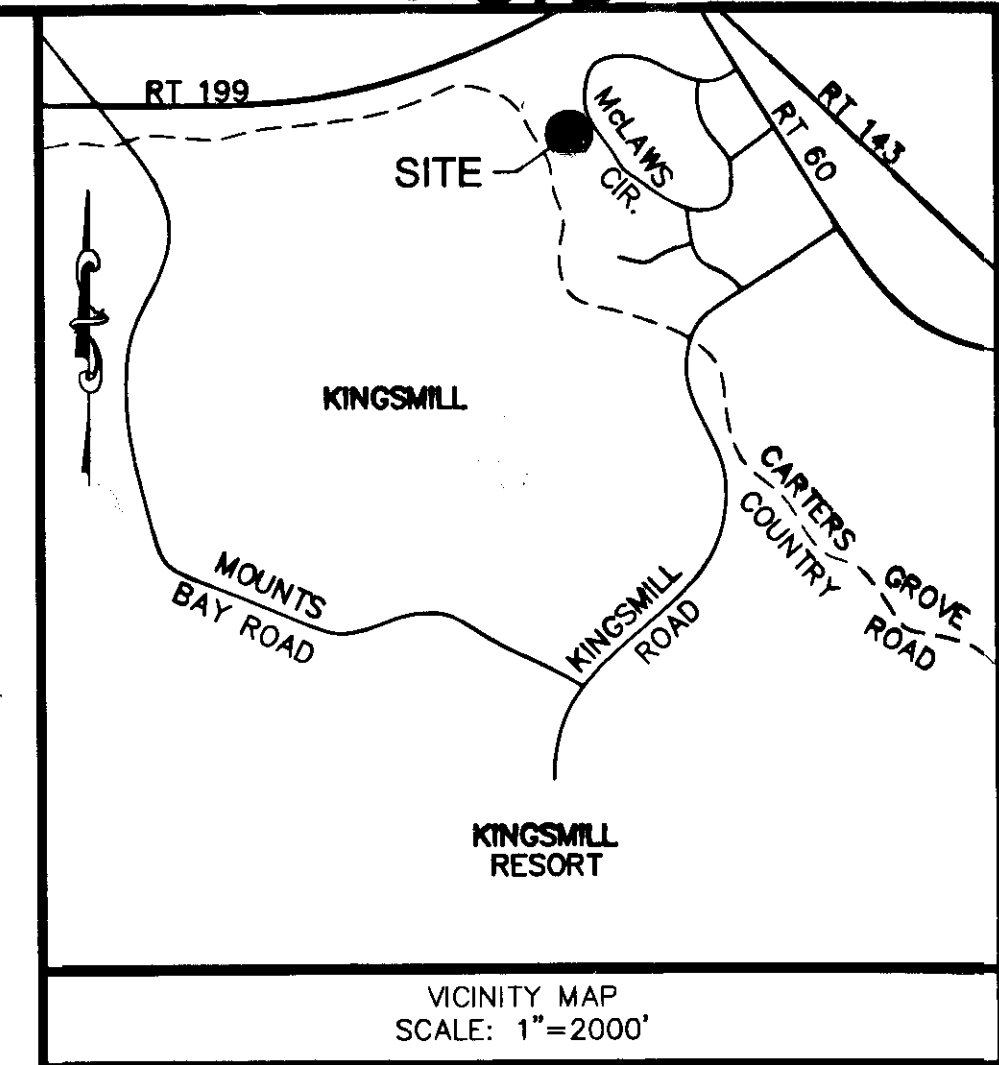 RT 199
McLAWS
CIR.
RT 143
RT 60
SITE
KINGSMILL
CARTERS GROVE
COUNTRY ROAD
MOUNTS
BAY ROAD
KINGSMILL
ROAD
KINGSMILL
RESORT
VICINITY MAP
SCALE: 1"=2000'